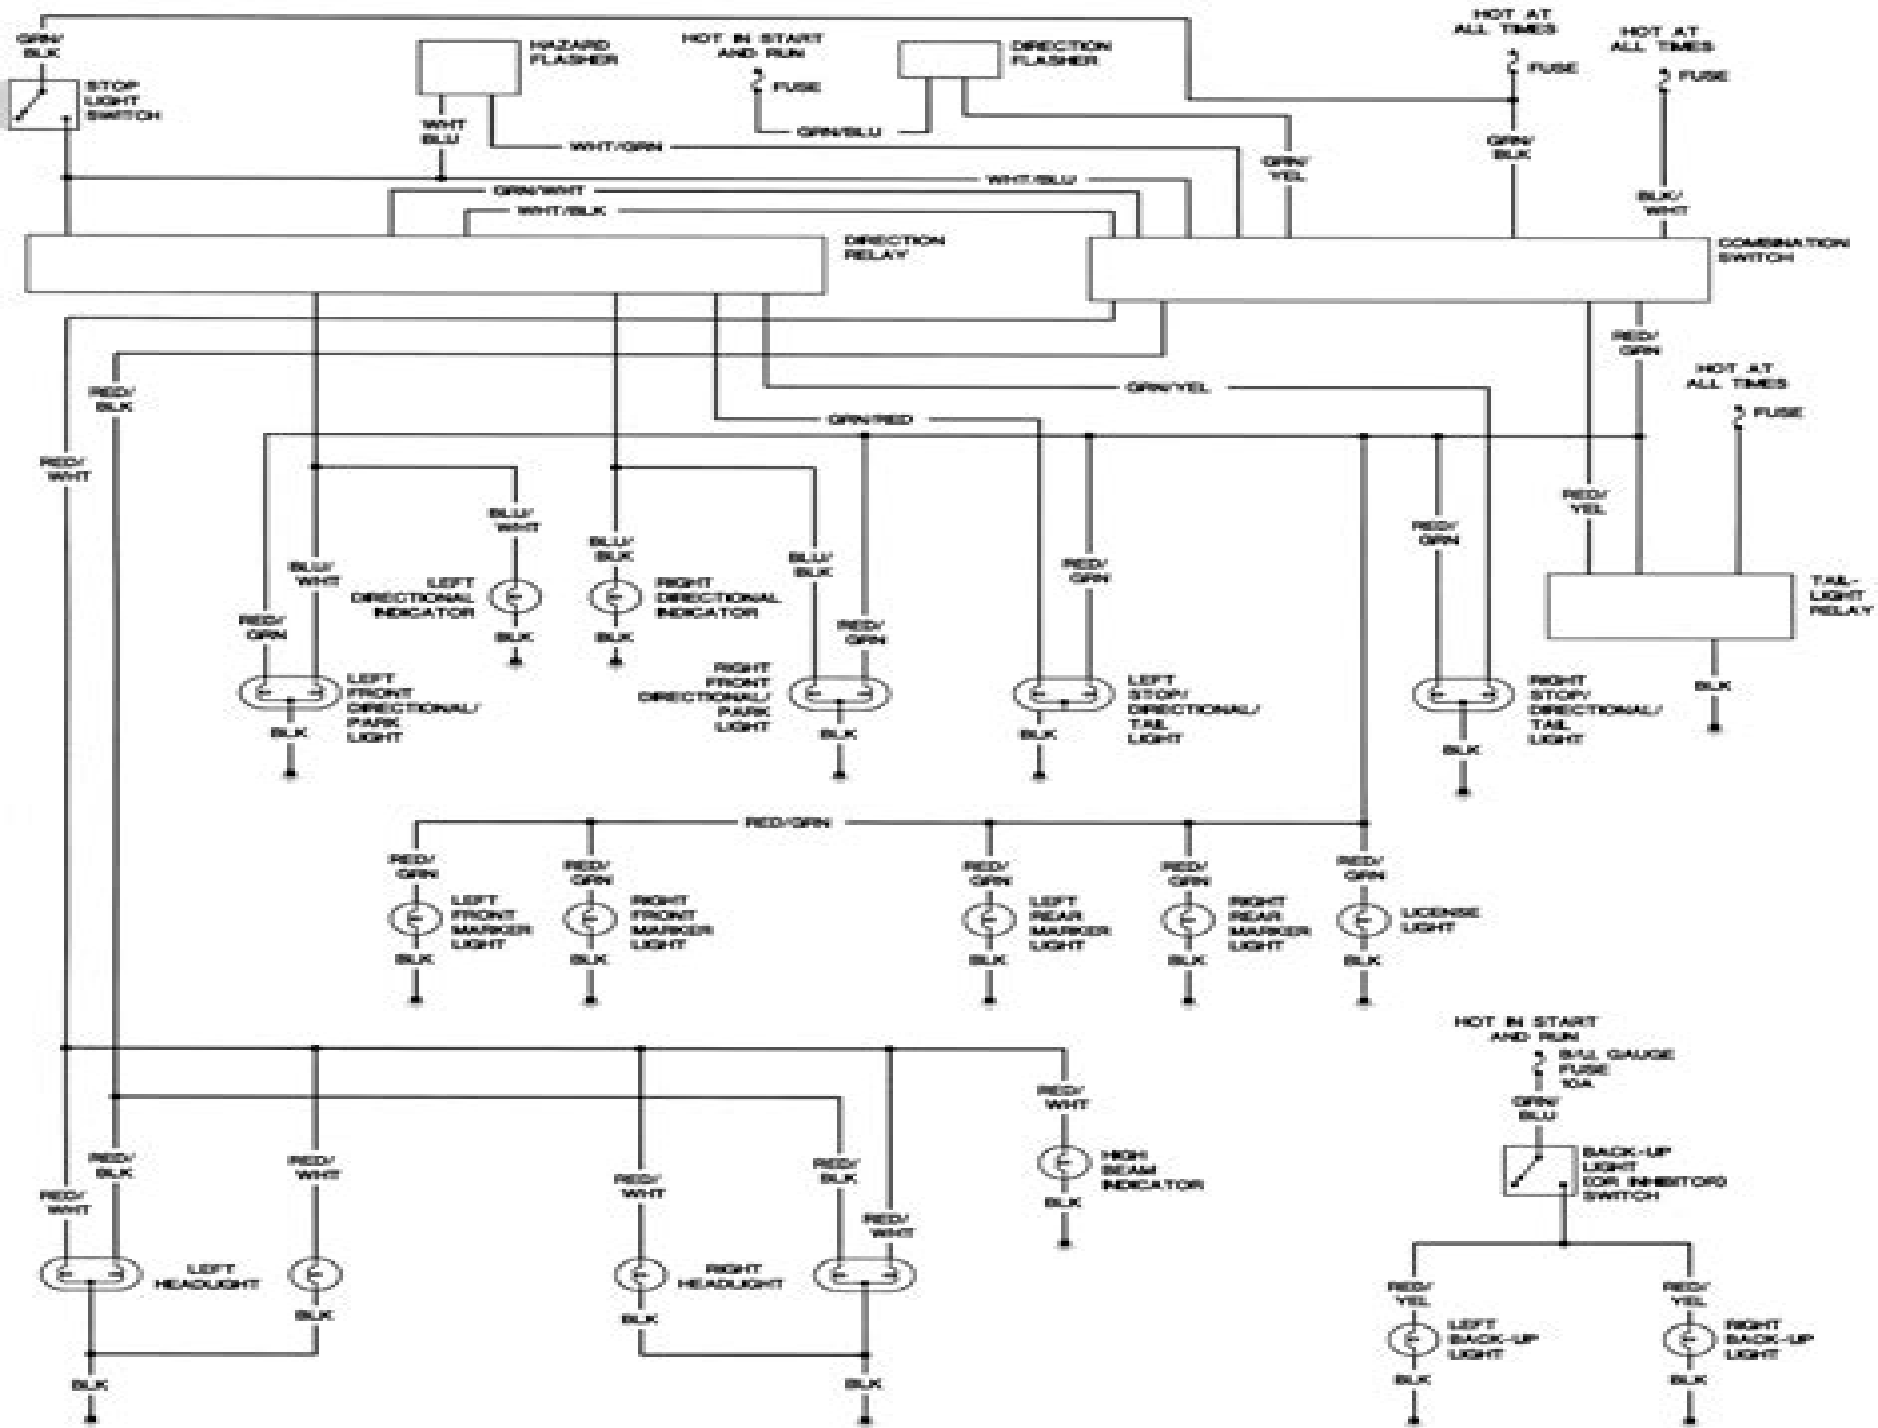 GRN/
BLK
STOP
LIGHT
SWITCH
HAZARD
FLASHER
WHT
BLU
WHT/GRN
HOT IN START
AND RUN
FUSE
GRN/BLU
DIRECTION
FLASHER
GRN/
YEL
HOT AT
ALL TIMES
FUSE
GRN/
BLK
HOT AT
ALL TIMES
FUSE
BLK/
WHT
WHT/BLU
GRN/WHT
WHT/BLK
DIRECTION
RELAY
COMBINATION
SWITCH
RED/
GRN
HOT AT
ALL TIMES
FUSE
RED/
BLK
GRN/YEL
GRN/RED
RED/
WHT
BLU/
WHT
BLU/
WHT
BLU/
BLK
BLU/
BLK
RED/
GRN
RED/
GRN
RED/
YEL
LEFT
DIRECTIONAL
INDICATOR
BLK
RIGHT
DIRECTIONAL
INDICATOR
BLK
TAIL-
LIGHT
RELAY
BLK
RED/
GRN
RED/
GRN
LEFT
FRONT
DIRECTIONAL/
PARK
LIGHT
BLK
RIGHT
FRONT
DIRECTIONAL/
PARK
LIGHT
BLK
LEFT
STOP/
DIRECTIONAL/
TAIL
LIGHT
BLK
RIGHT
STOP/
DIRECTIONAL/
TAIL
LIGHT
BLK
RED/GRN
RED/
GRN
LEFT
FRONT
MARKER
LIGHT
BLK
RED/
GRN
RIGHT
FRONT
MARKER
LIGHT
BLK
RED/
GRN
LEFT
REAR
MARKER
LIGHT
BLK
RED/
GRN
RIGHT
REAR
MARKER
LIGHT
BLK
RED/
GRN
LICENSE
LIGHT
BLK
HOT IN START
AND RUN
B/U, GAUGE
FUSE
10A
GRN/
BLU
BACK-UP
LIGHT
(OR INHIBITOR)
SWITCH
RED/
WHT
HIGH
BEAM
INDICATOR
BLK
RED/
BLK
RED/
WHT
RED/
WHT
RED/
WHT
RED/
BLK
RED/
WHT
LEFT
HEADLIGHT
BLK
RIGHT
HEADLIGHT
BLK
BLK
BLK
RED/
YEL
LEFT
BACK-UP
LIGHT
BLK
RED/
YEL
RIGHT
BACK-UP
LIGHT
BLK